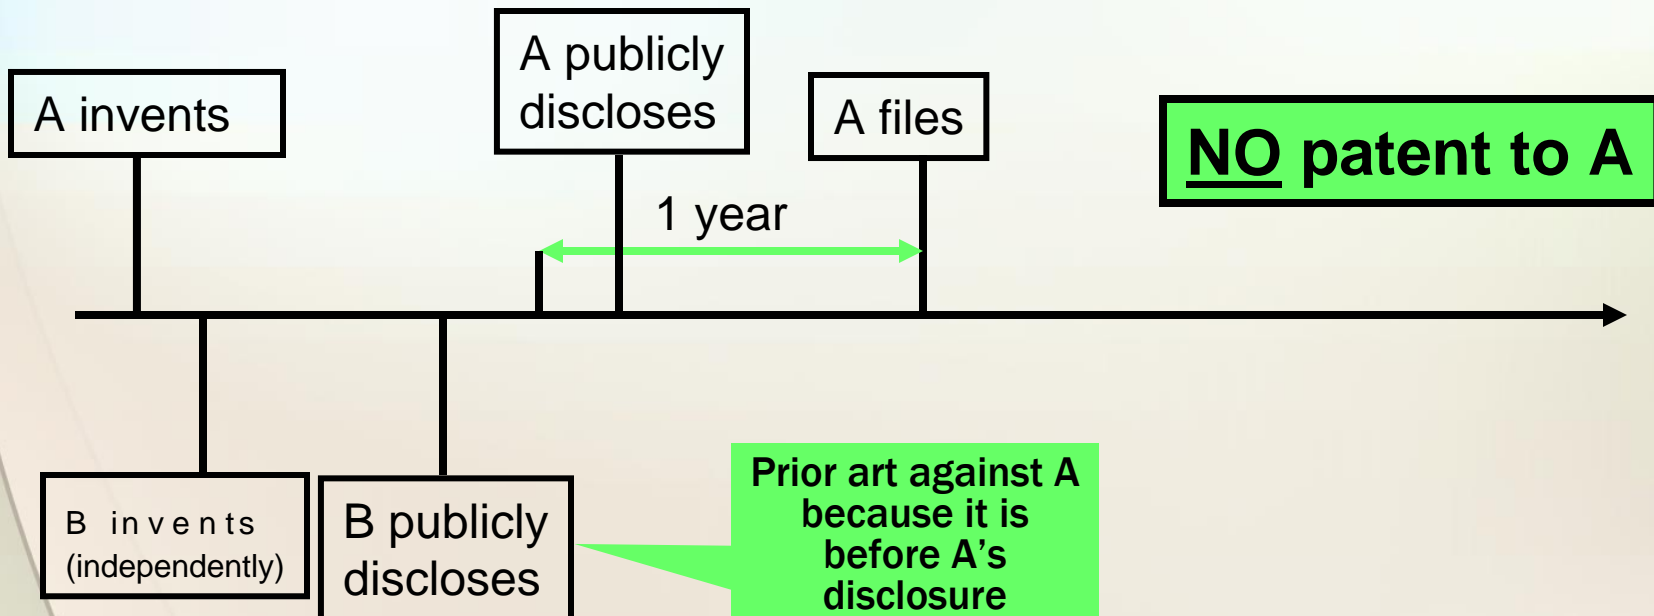 A invents
A publicly
discloses
A files
NO patent to A
1 year
B invents
(independently)
B publicly
discloses
Prior art against A
because it is
before A’s
disclosure